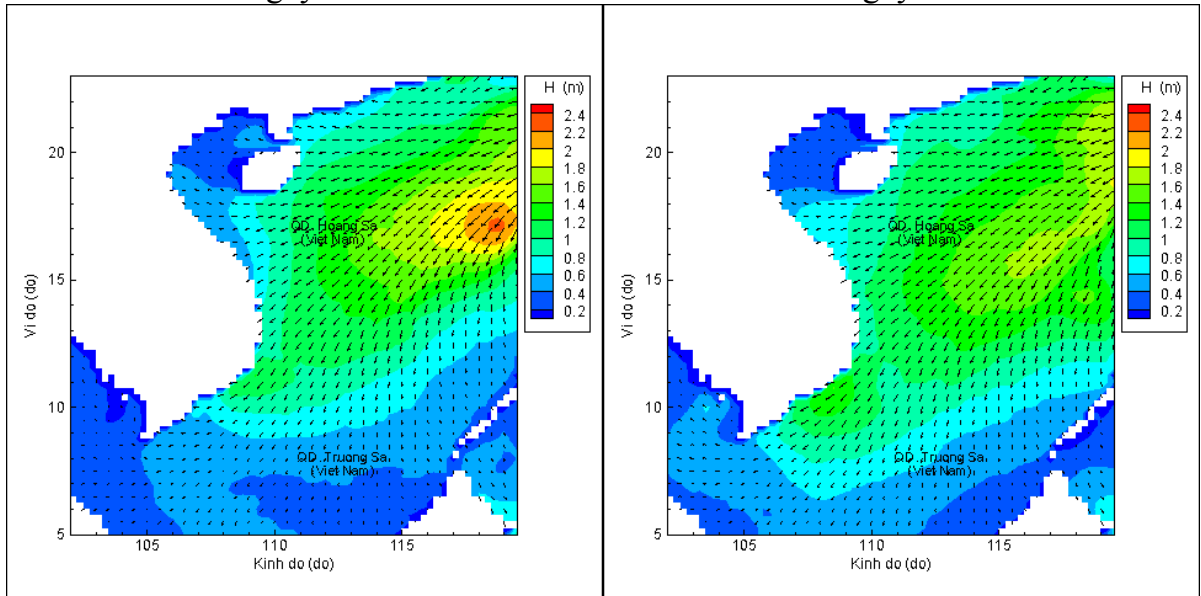 H (m)
2.4
2.2
2
1.8
1.6
1.4
1.2
1
0.8
0.6
0.4
0.2
20
15
10
5
Vi do (do)
QD. Hoang Sa
(Viet Nam)
QD. Truong Sa
(Viet Nam)
105 110 115
Kinh do (do)
H (m)
2.4
2.2
2
1.8
1.6
1.4
1.2
1
0.8
0.6
0.4
0.2
20
15
10
5
Vi do (do)
QD. Hoang Sa
(Viet Nam)
QD. Truong Sa
(Viet Nam)
105 110 115
Kinh do (do)